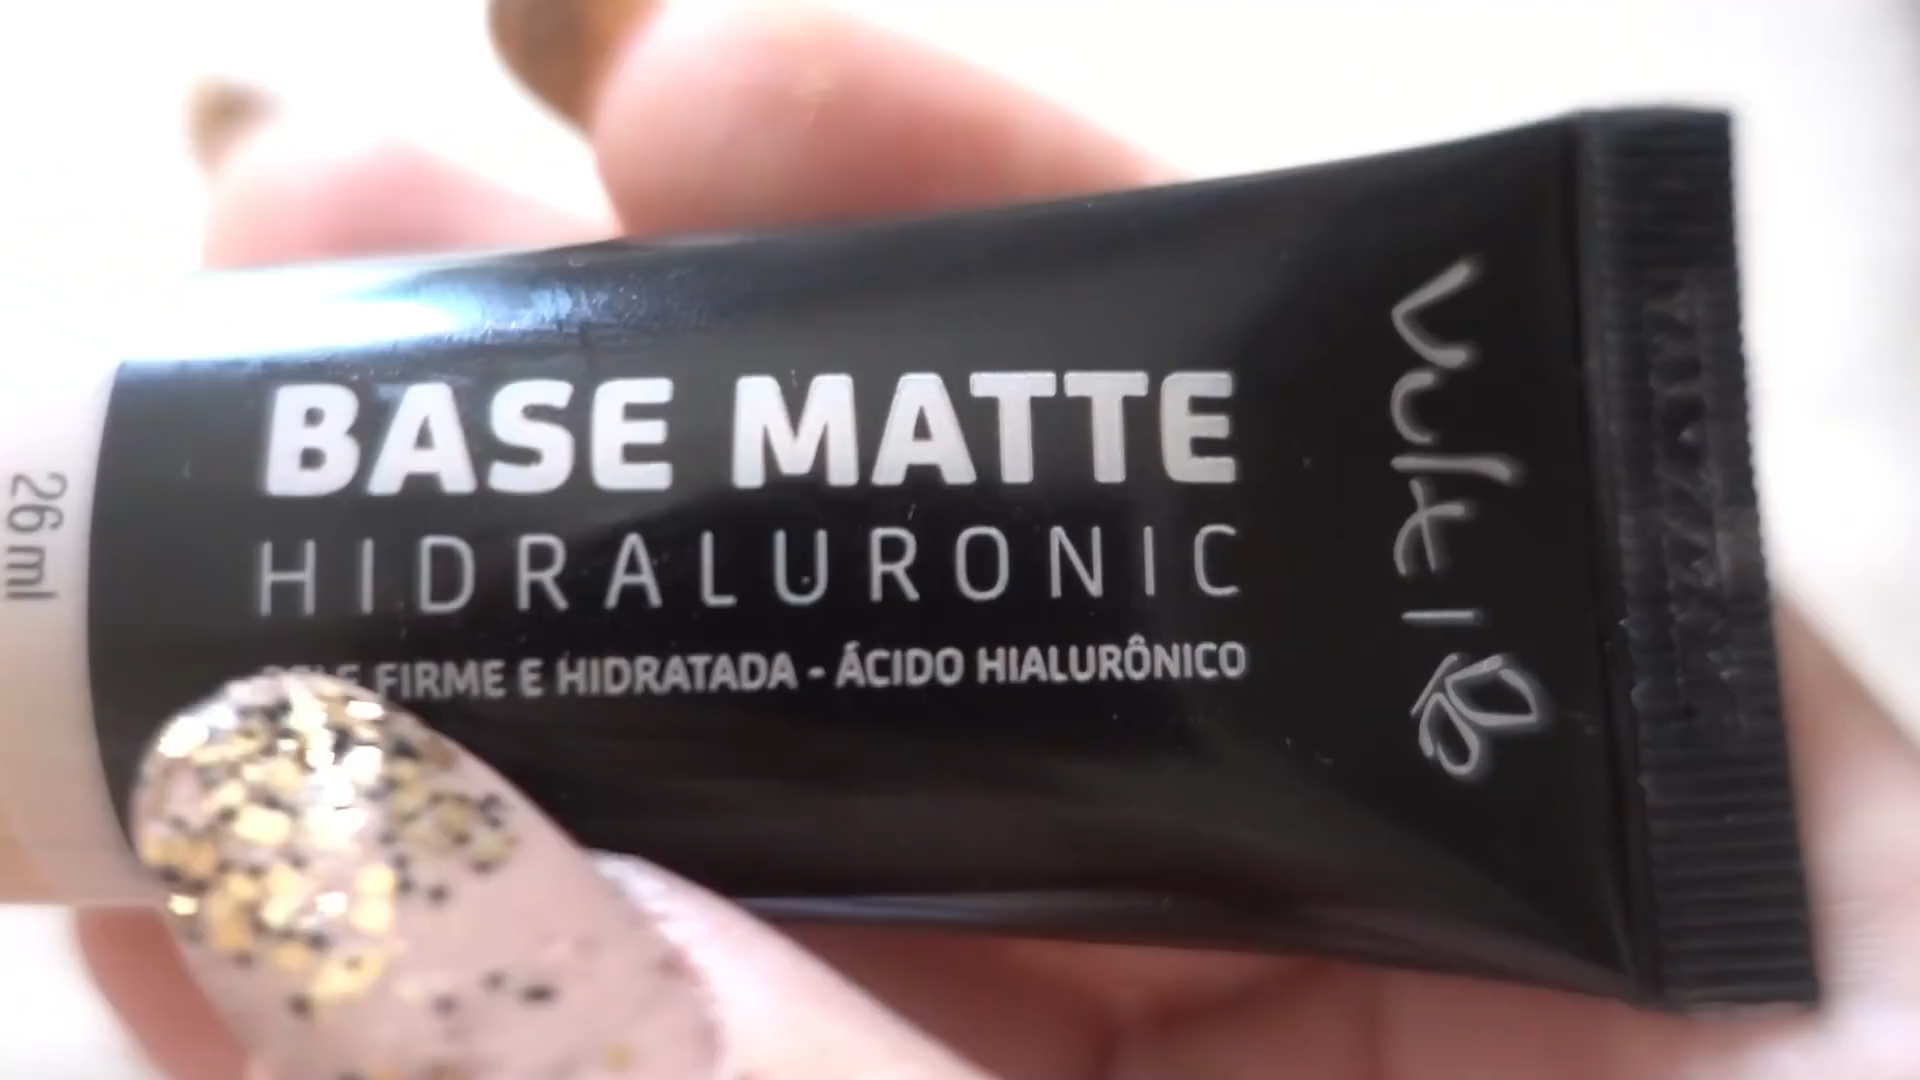 BASE MATTE
HIDRALURONIC
FIRME E HIDRATADA - ÁCIDO HIALURÔNICO
Vult
26 ml